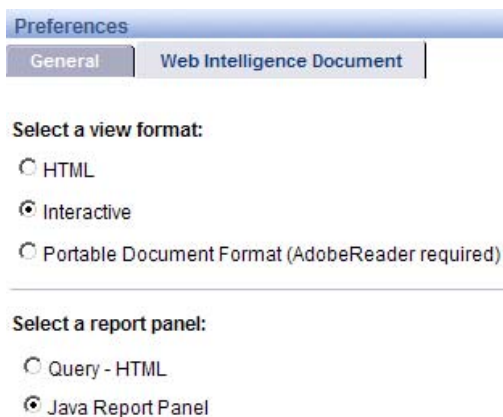 Preferences
General Web Intelligence Document
Select a view format:
HTML
Interactive
Portable Document Format (AdobeReader required)
Select a report panel:
Query - HTML
Java Report Panel